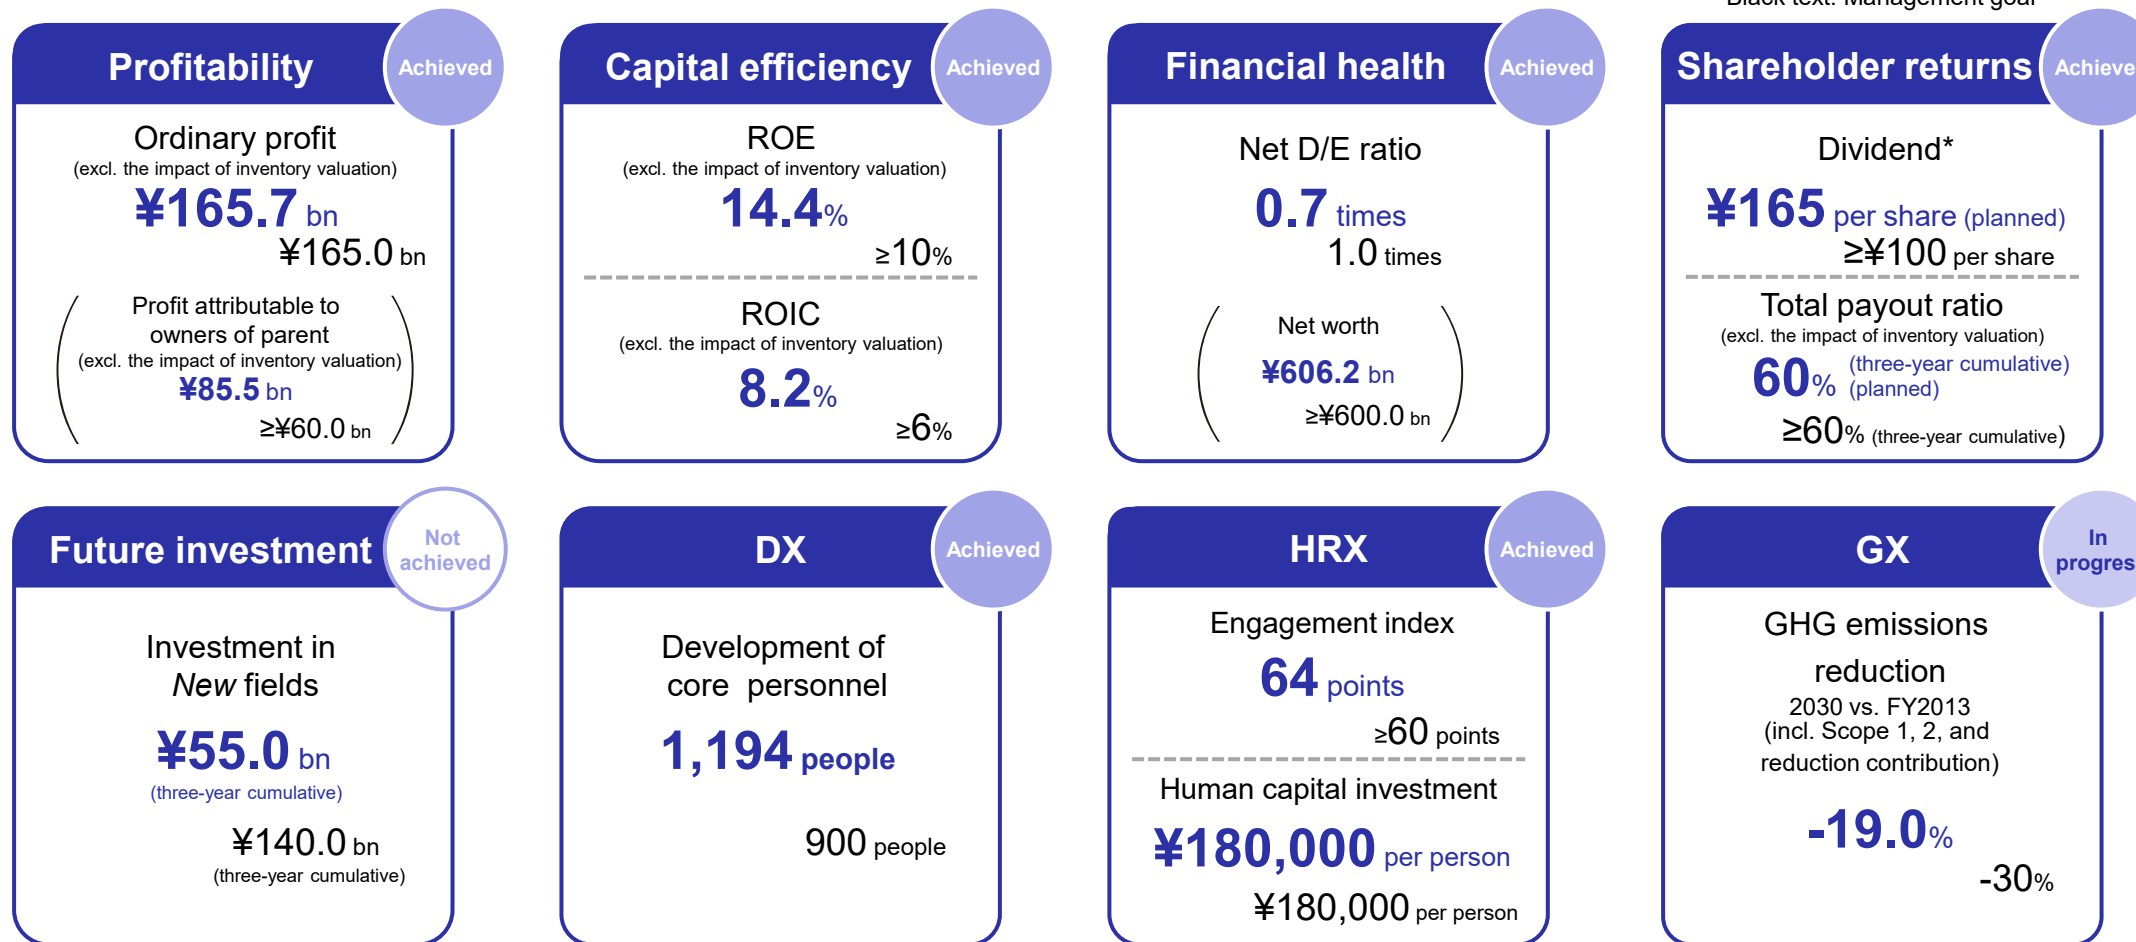 Black text: Management goal
Profitability
Achieved
Ordinary profit
(excl. the impact of inventory valuation)
¥165.7 bn
¥165.0 bn
Profit attributable to
owners of parent
(excl. the impact of inventory valuation)
¥85.5 bn
≥¥60.0 bn
Capital efficiency
Achieved
ROE
(excl. the impact of inventory valuation)
14.4%
≥10%
ROIC
(excl. the impact of inventory valuation)
8.2%
≥6%
Financial health
Achieved
Net D/E ratio
0.7 times
1.0 times
Net worth
¥606.2 bn
≥¥600.0 bn
Shareholder returns
Achieve
Dividend*
¥165 per share (planned)
≥¥100 per share
Total payout ratio
(excl. the impact of inventory valuation)
60% (three-year cumulative)
(planned)
≥60% (three-year cumulative)
Future investment
Not
achieved
Investment in
New fields
¥55.0 bn
(three-year cumulative)
¥140.0 bn
(three-year cumulative)
DX
Achieved
Development of
core personnel
1,194 people
900 people
HRX
Achieved
Engagement index
64 points
≥60 points
Human capital investment
¥180,000 per person
¥180,000 per person
GX
In
progres
GHG emissions
reduction
2030 vs. FY2013
(incl. Scope 1, 2, and
reduction contribution)
-19.0%
-30%